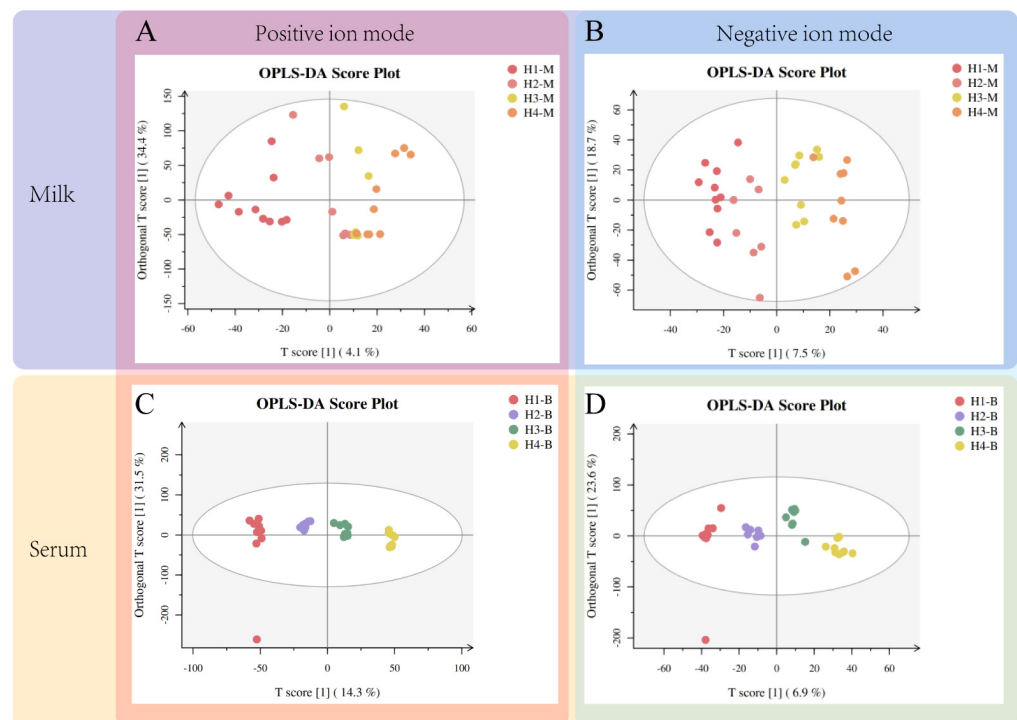 A
Positive ion mode
B
Negative ion mode
Milk
Serum
OPLS-DA Score Plot
H1-M
H2-M
H3-M
H4-M
Orthogonal T score [1] ( 34.4 %)
150
100
50
0
-50
-100
-150
-60
-40
-20
0
20
40
60
T score [1] ( 4.1 %)
OPLS-DA Score Plot
H1-M
H2-M
H3-M
H4-M
Orthogonal T score [1] ( 18.7 %)
60
40
20
0
-20
-40
-60
-40
-20
0
20
40
T score [1] ( 7.5 %)
C
OPLS-DA Score Plot
H1-B
H2-B
H3-B
H4-B
Orthogonal T score [1] ( 31.5 %)
200
100
0
-100
-200
-100
-50
0
50
100
T score [1] ( 14.3 %)
D
OPLS-DA Score Plot
H1-B
H2-B
H3-B
H4-B
Orthogonal T score [1] ( 23.6 %)
200
100
0
-100
-200
-60
-40
-20
0
20
40
60
T score [1] ( 6.9 %)